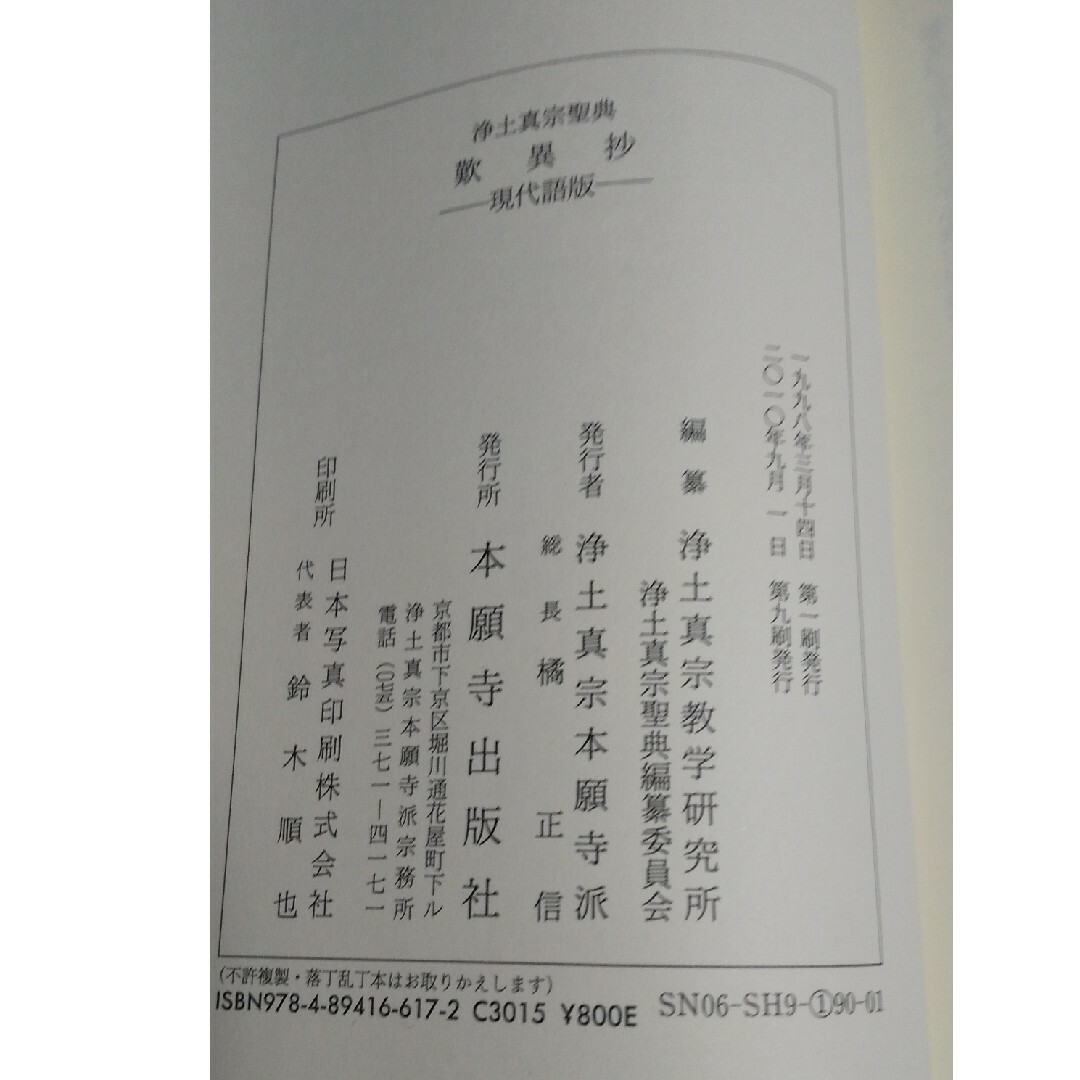 浄土真宗聖典
歎異抄
―現代語版―
一九九八年三月十四日 第一刷発行
二〇一〇年九月一日 第九刷発行
編纂 浄土真宗教学研究所
浄土真宗聖典編纂委員会
発行者 浄土真宗本願寺派
総長 橘 正信
発行所 本願寺出版社
京都市下京区堀川通花屋町下ル
浄土真宗本願寺派宗務所
電話(〇七五)三七一―四一七一
印刷所 日本写真印刷株式会社
代表者 鈴木順也
(不許複製・落丁乱丁本はお取りかえします)
ISBN978-4-89416-617-2 C3015 ¥800E SN06-SH9-①90-01